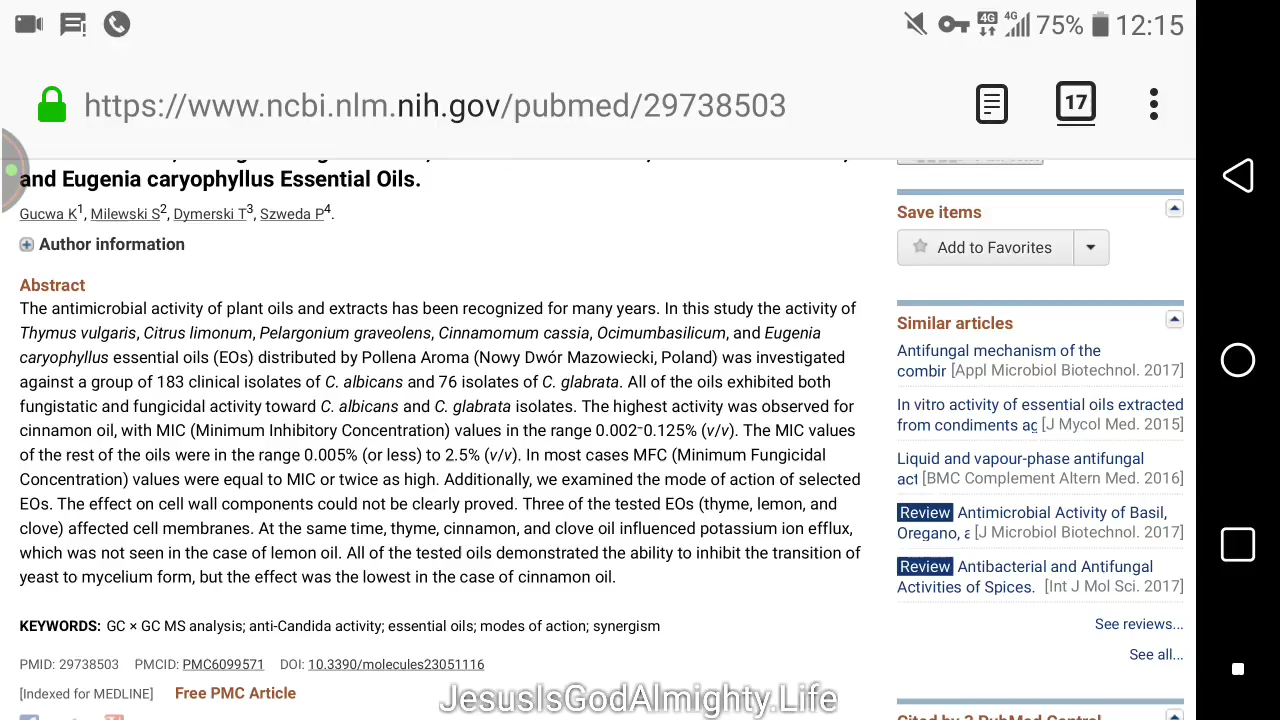 4G 4G 75% 12:15
https://www.ncbi.nlm.nih.gov/pubmed/29738503 17
and Eugenia caryophyllus Essential Oils.
Gucwa K1, Milewski S2, Dymerski T3, Szweda P4.
Author information
Abstract
The antimicrobial activity of plant oils and extracts has been recognized for many years. In this study the activity of
Thymus vulgaris, Citrus limonum, Pelargonium graveolens, Cinnamomum cassia, Ocimumbasilicum, and Eugenia
caryophyllus essential oils (EOs) distributed by Pollena Aroma (Nowy Dwór Mazowiecki, Poland) was investigated
against a group of 183 clinical isolates of C. albicans and 76 isolates of C. glabrata. All of the oils exhibited both
fungistatic and fungicidal activity toward C. albicans and C. glabrata isolates. The highest activity was observed for
cinnamon oil, with MIC (Minimum Inhibitory Concentration) values in the range 0.002⁻0.125% (v/v). The MIC values
of the rest of the oils were in the range 0.005% (or less) to 2.5% (v/v). In most cases MFC (Minimum Fungicidal
Concentration) values were equal to MIC or twice as high. Additionally, we examined the mode of action of selected
EOs. The effect on cell wall components could not be clearly proved. Three of the tested EOs (thyme, lemon, and
clove) affected cell membranes. At the same time, thyme, cinnamon, and clove oil influenced potassium ion efflux,
which was not seen in the case of lemon oil. All of the tested oils demonstrated the ability to inhibit the transition of
yeast to mycelium form, but the effect was the lowest in the case of cinnamon oil.
KEYWORDS: GC × GC MS analysis; anti-Candida activity; essential oils; modes of action; synergism
PMID: 29738503 PMCID: PMC6099571 DOI: 10.3390/molecules23051116
[Indexed for MEDLINE] Free PMC Article
Save items
Add to Favorites
Similar articles
Antifungal mechanism of the
combir [Appl Microbiol Biotechnol. 2017]
In vitro activity of essential oils extracted
from condiments ag [J Mycol Med. 2015]
Liquid and vapour-phase antifungal
act [BMC Complement Altern Med. 2016]
Review Antimicrobial Activity of Basil,
Oregano, a [J Microbiol Biotechnol. 2017]
Review Antibacterial and Antifungal
Activities of Spices. [Int J Mol Sci. 2017]
See reviews...
See all...
Cited by 3 PubMed Central
JesusIsGodAlmighty.Life